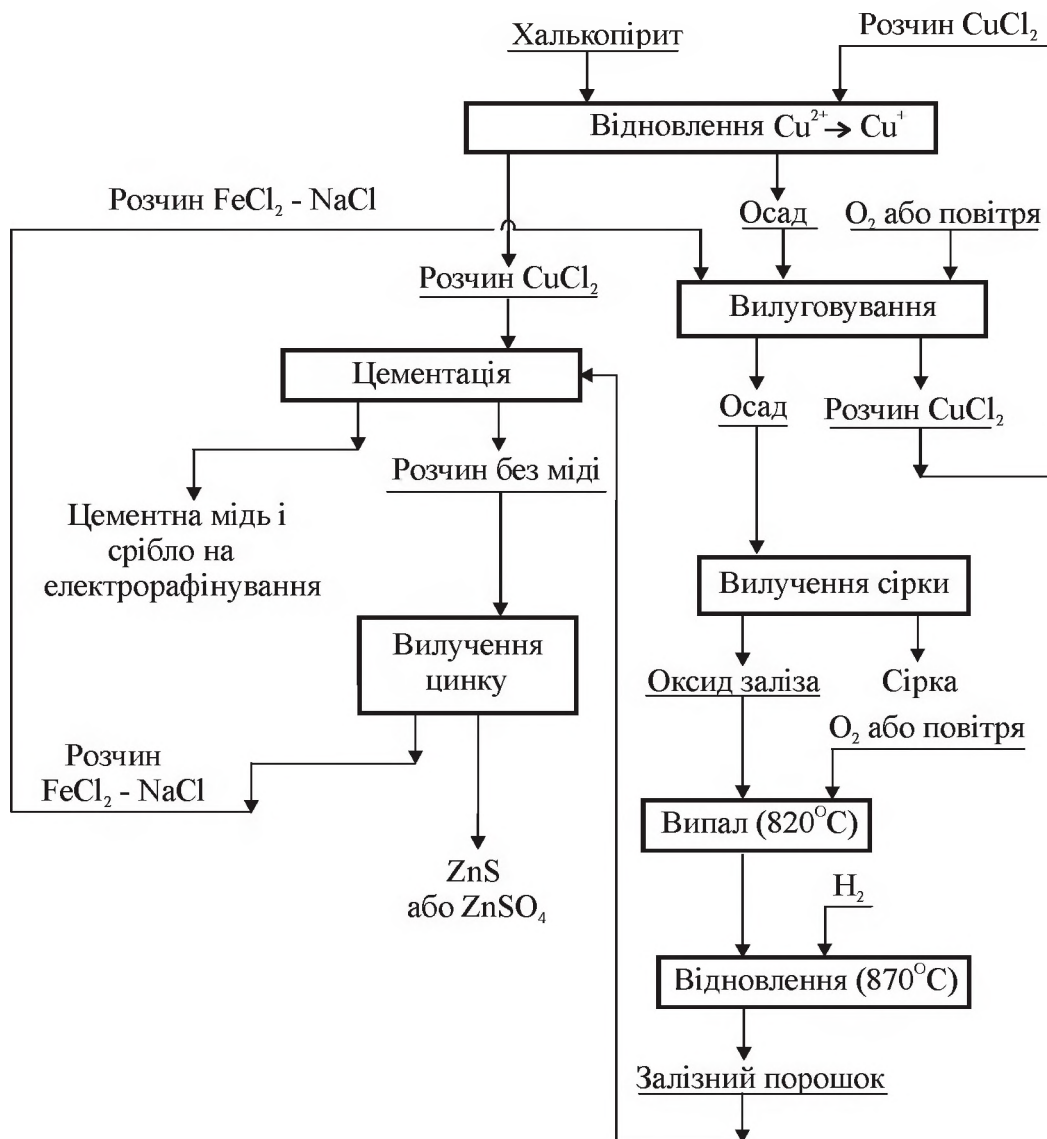 Халькопірит
Розчин CuCl₂
Відновлення Cu²⁺→ Cu⁺
Розчин FeCl₂ - NaCl
Осад
O₂ або повітря
Розчин CuCl₂
Вилуговування
Цементація
Осад
Розчин CuCl₂
Розчин без міді
Цементна мідь і
срібло на
електрорафінування
Вилучення сірки
Вилучення
цинку
Оксид заліза
Сірка
O₂ або повітря
Розчин
FeCl₂ - NaCl
Випал (820°C)
ZnS
або ZnSO₄
H₂
Відновлення (870°C)
Залізний порошок